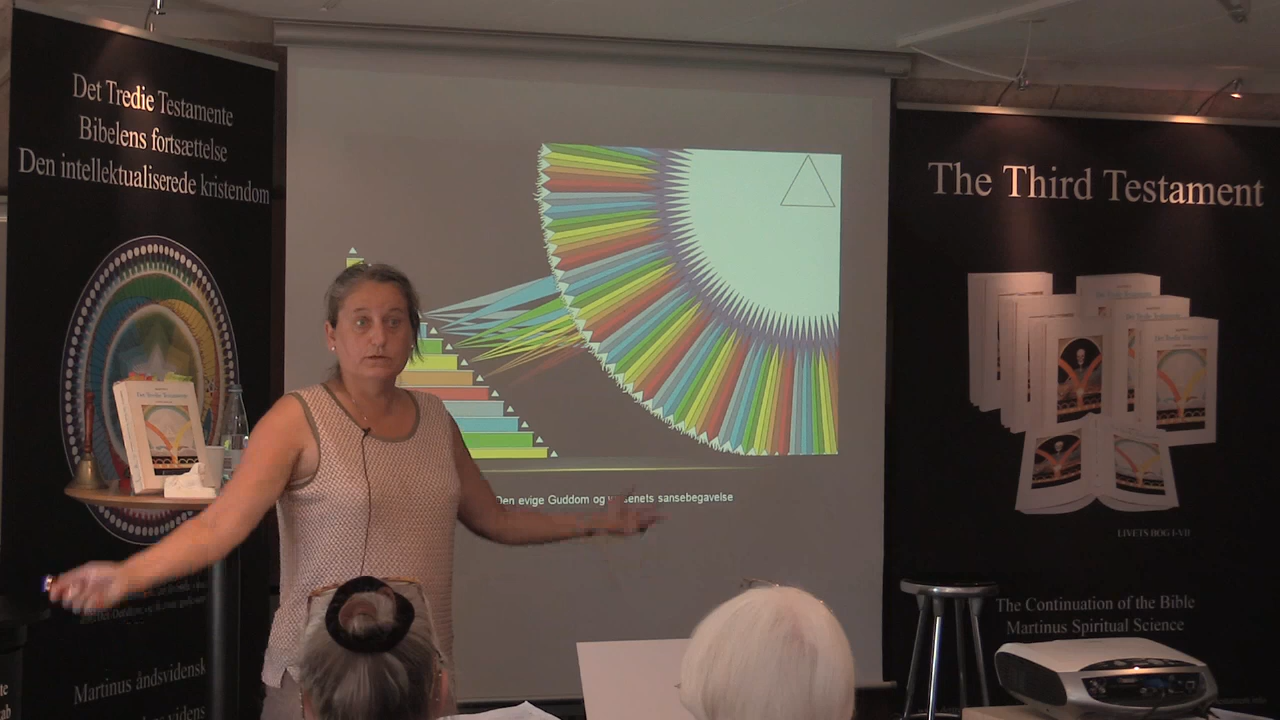 Det Tredie Testamente
Bibelens fortsættelse
Den intellektualiserede kristendom
Martinus åndsvidensk
Den evige Guddom og sansebegavelse
The Third Testament
LIVETS BOG I-VII
The Continuation of the Bible
Martinus Spiritual Science